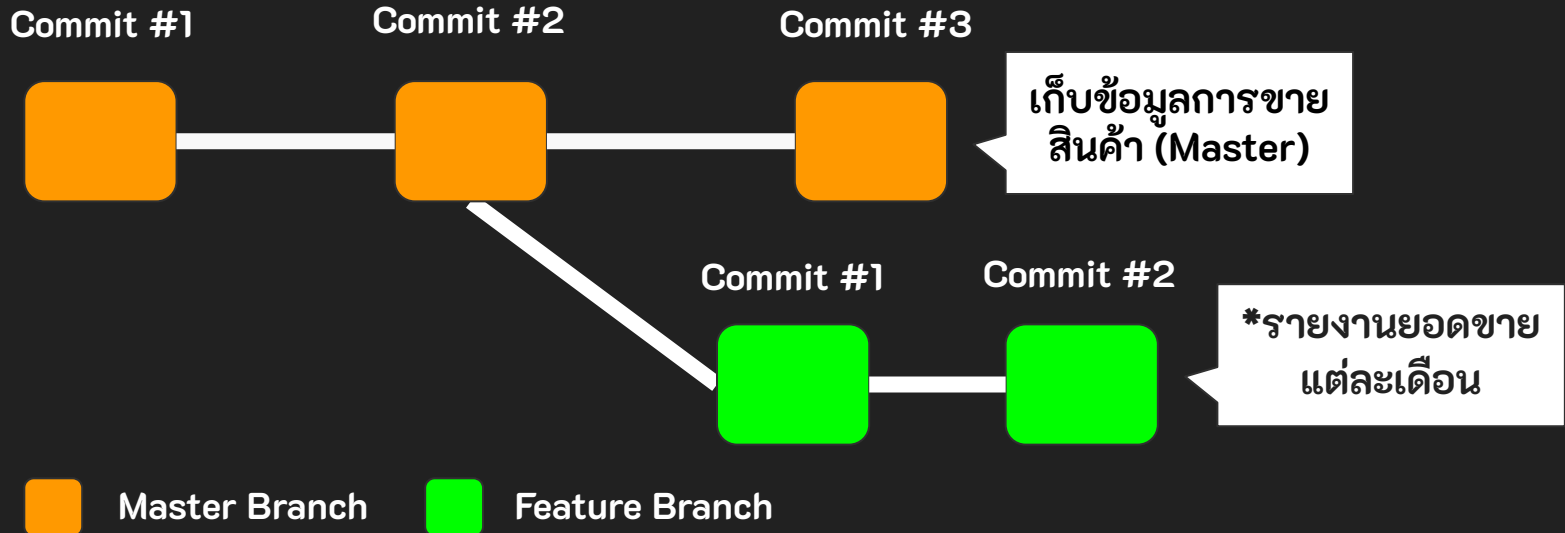 Commit #1
Commit #2
Commit #3
เก็บข้อมูลการขาย
สินค้า (Master)
Commit #1
Commit #2
*รายงานยอดขาย
แต่ละเดือน
Master Branch
Feature Branch